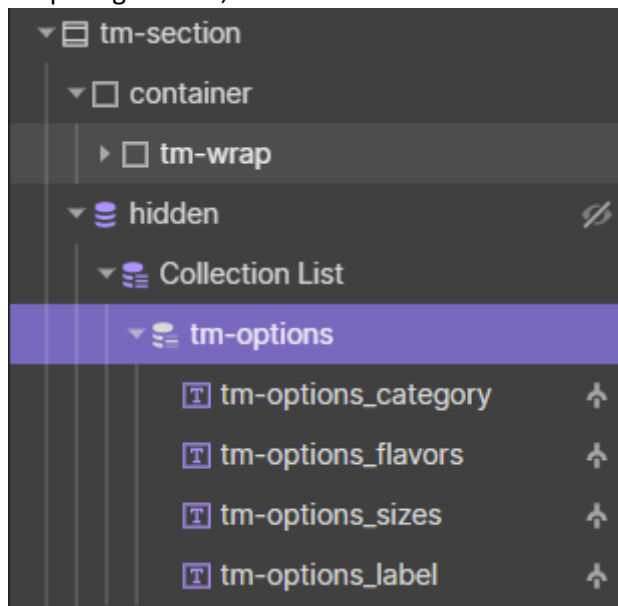 tm-section
container
tm-wrap
hidden
Collection List
tm-options
tm-options_category
tm-options_flavors
tm-options_sizes
tm-options_label